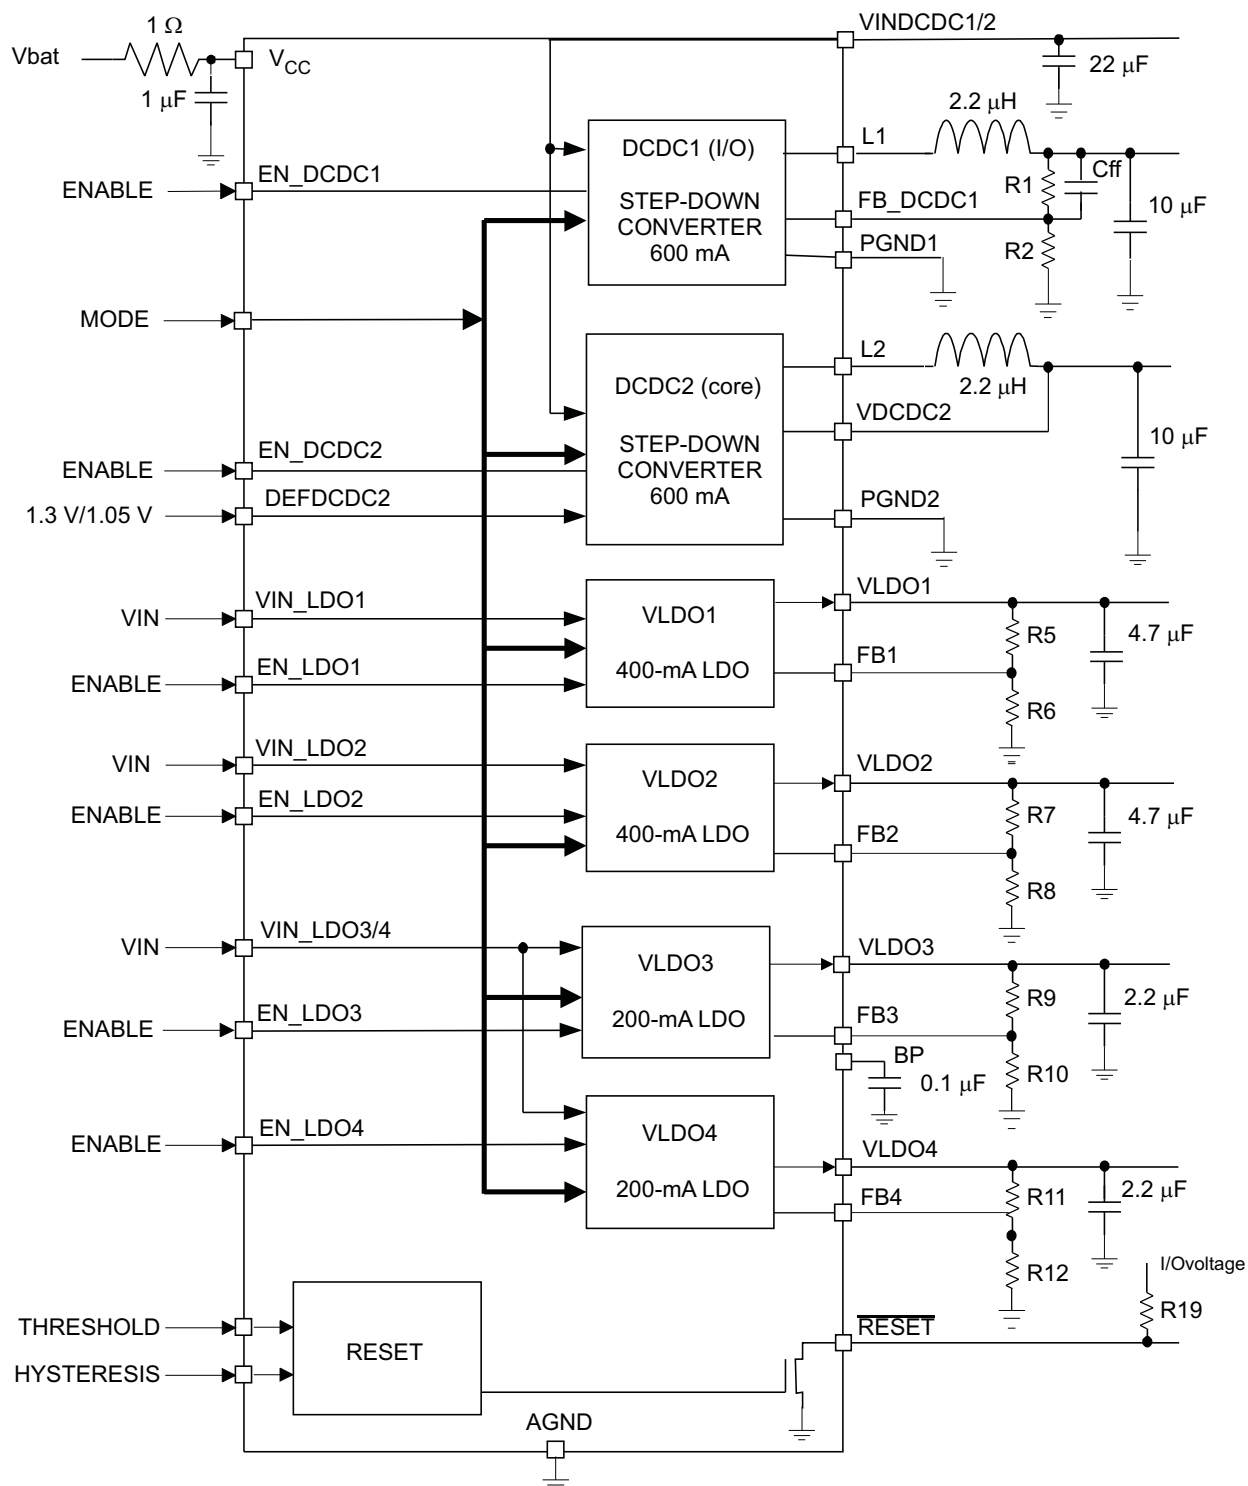 1 Ω
VINDCDC1/2
Vbat
VCC
22 μF
1 μF
2.2 μH
DCDC1 (I/O)
L1
ENABLE
EN_DCDC1
R1
Cff
STEP-DOWN
CONVERTER
600 mA
FB_DCDC1
10 μF
PGND1
R2
MODE
L2
2.2 μH
DCDC2 (core)
VDCDC2
STEP-DOWN
CONVERTER
600 mA
10 μF
ENABLE
EN_DCDC2
1.3 V/1.05 V
DEFDCDC2
PGND2
VIN
VIN_LDO1
VLDO1
VLDO1
R5
4.7 μF
ENABLE
EN_LDO1
400-mA LDO
FB1
R6
VIN
VIN_LDO2
VLDO2
VLDO2
R7
4.7 μF
ENABLE
EN_LDO2
400-mA LDO
FB2
R8
VIN
VIN_LDO3/4
VLDO3
VLDO3
R9
2.2 μF
ENABLE
EN_LDO3
200-mA LDO
FB3
BP
0.1 μF
R10
ENABLE
EN_LDO4
VLDO4
VLDO4
200-mA LDO
FB4
R11
2.2 μF
R12
I/Ovoltage
R19
THRESHOLD
HYSTERESIS
RESET
RESET
AGND